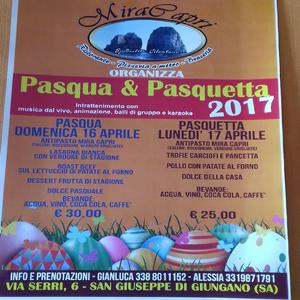 MiraCapri
Ristorante - Pizzeria a metro - Braceria
ORGANIZZA
Pasqua & Pasquetta
2017
Intrattenimento con
musica dal vivo, animazione, balli di gruppo e karaoke
PASQUA
DOMENICA 16 APRILE
ANTIPASTO MIRA CAPRI
LASAGNA BIANCA
CON VERDURE DI STAGIONE
ROAST BEEF
SUL LETTUCCIO DI PATATE AL FORNO
DESSERT FRUTTA DI STAGIONE
DOLCE PASQUALE
BEVANDE:
ACQUA, VINO, COCA COLA, CAFFE'
€ 30,00
PASQUETTA
LUNEDI' 17 APRILE
ANTIPASTO MIRA CAPRI
TROFIE CARCIOFI E PANCETTA
POLLO CON PATATE AL FORNO
DOLCE DELLA CASA
BEVANDE:
ACQUA, VINO, COCA COLA, CAFFE'
€ 25,00
INFO E PRENOTAZIONI - GIANLUCA 338 8011152 - ALESSIA 3319871791
VIA SERRI, 6 - SAN GIUSEPPE DI GIUNGANO (SA)